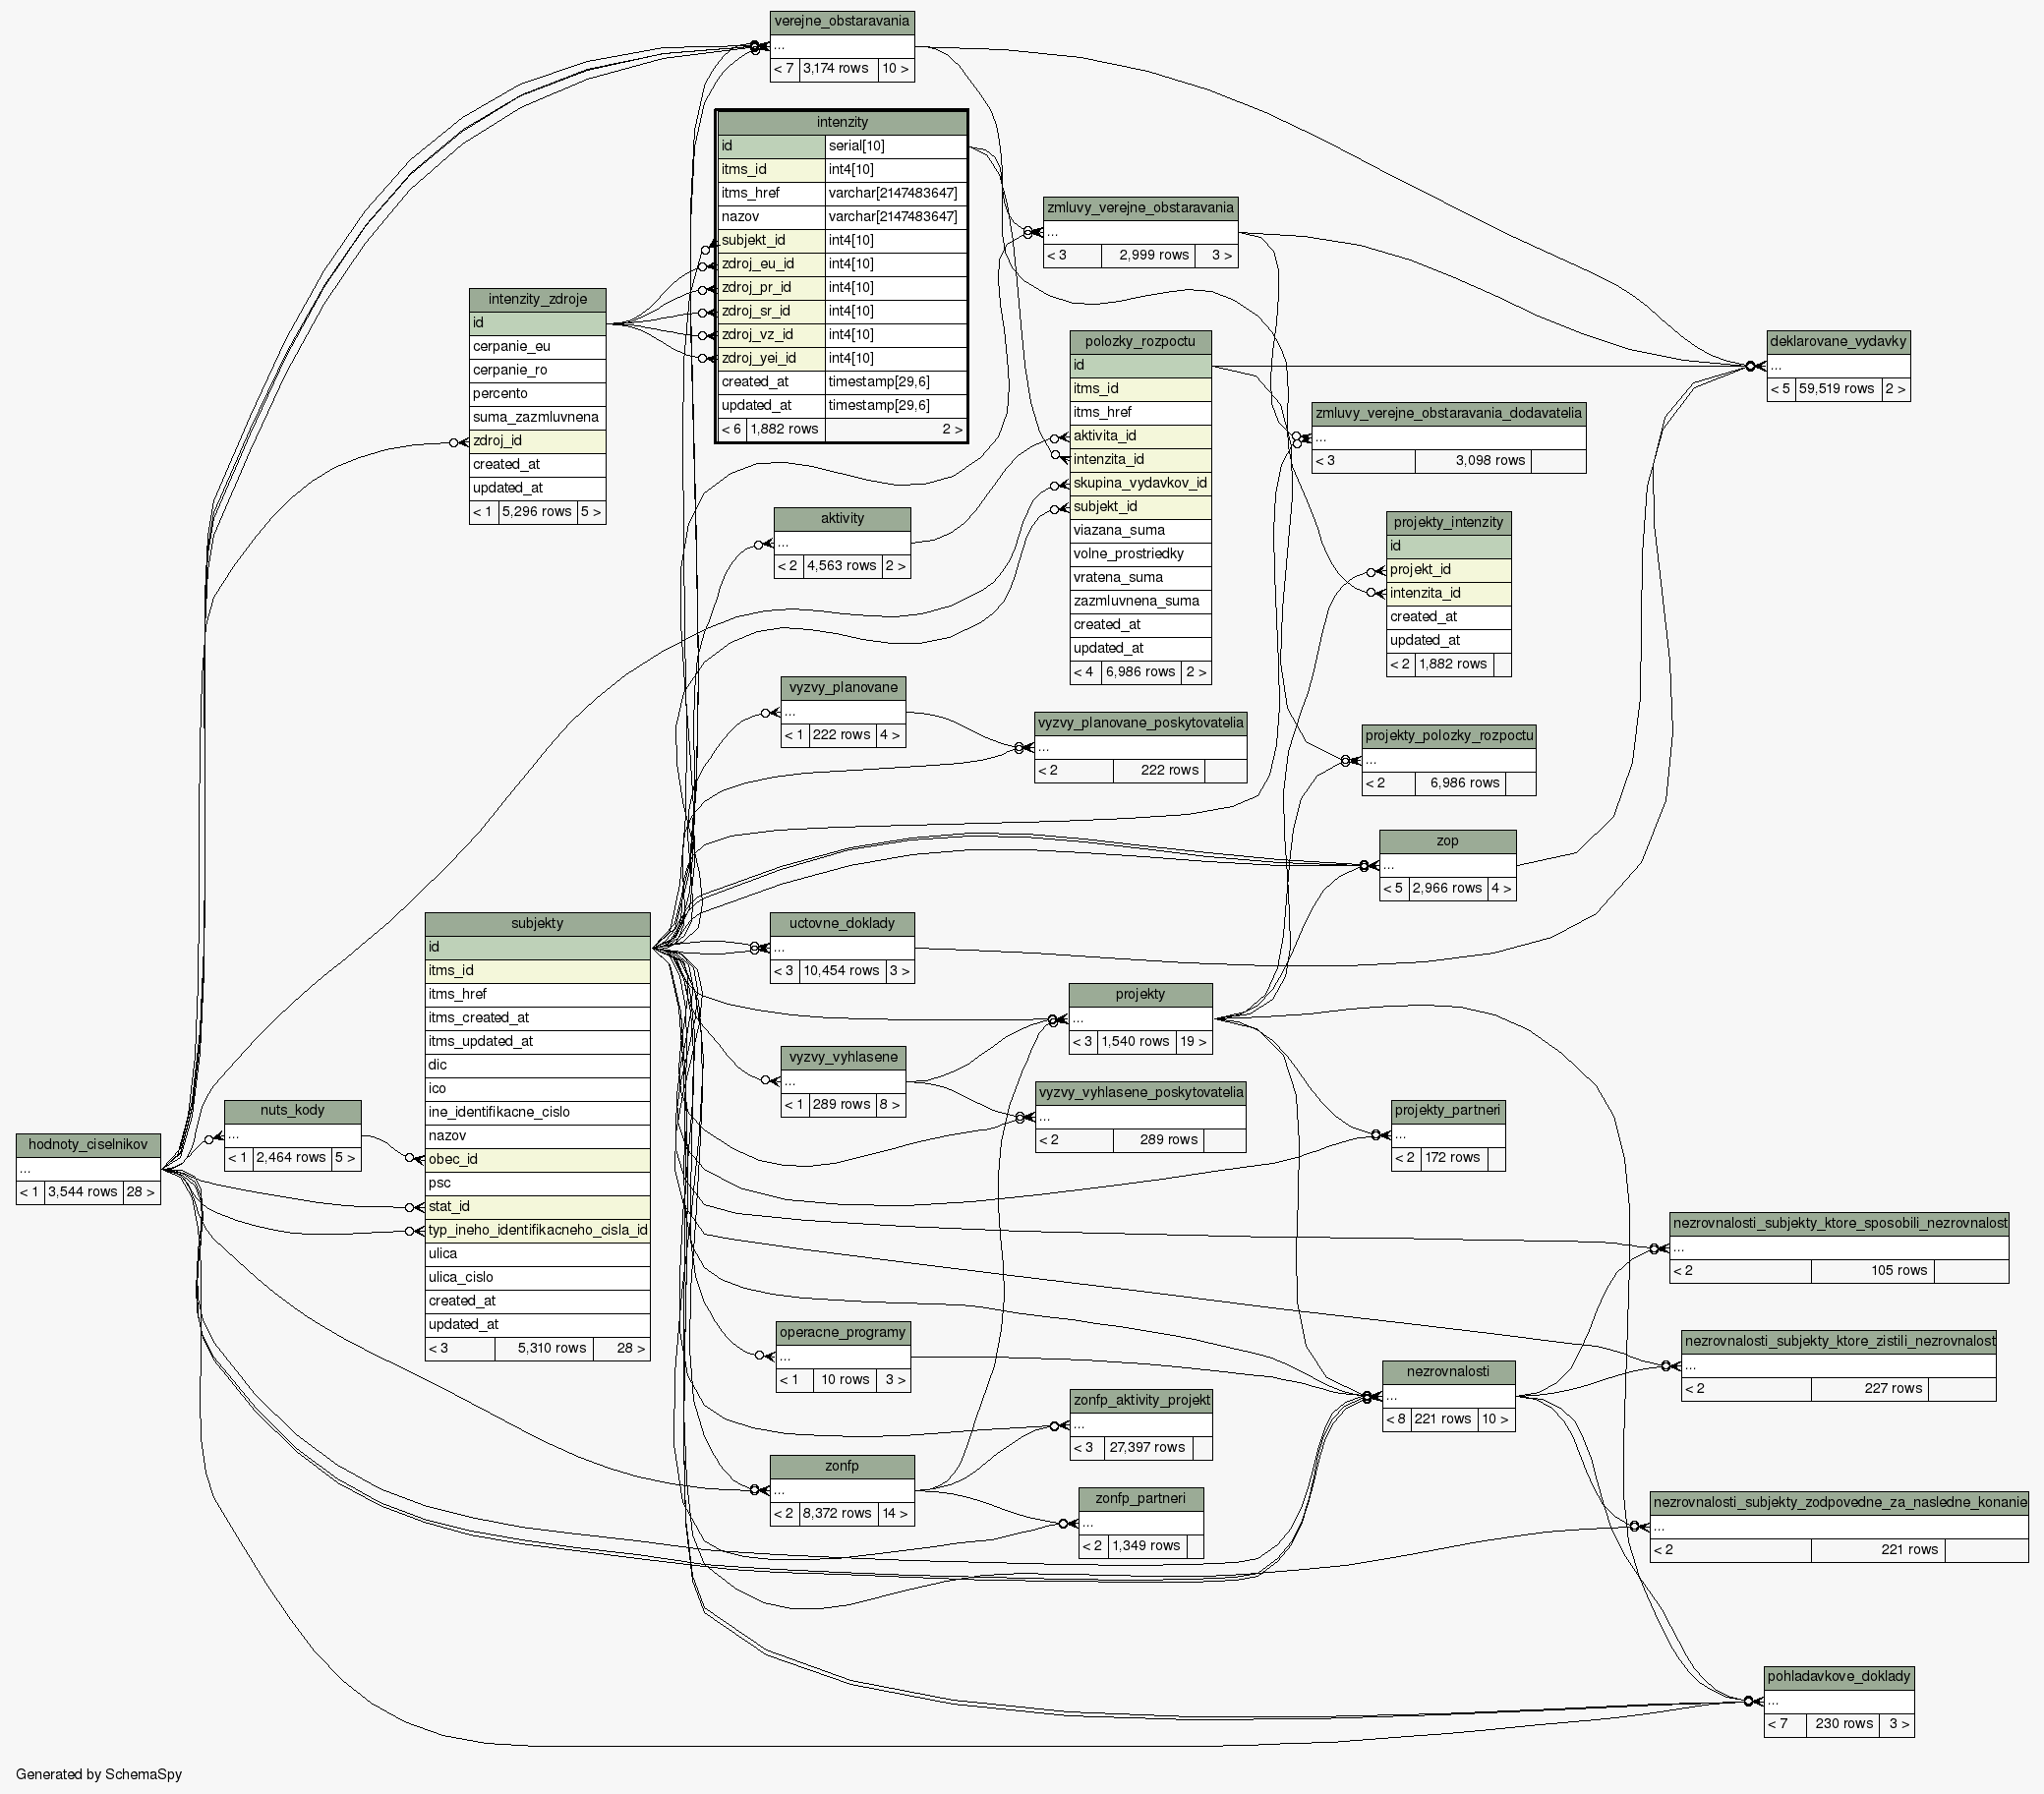 verejne_obstaravania
...
< 7 3,174 rows 10 >
intenzity
id serial[10]
itms_id int4[10]
itms_href varchar[2147483647]
nazov varchar[2147483647]
subjekt_id int4[10]
zdroj_eu_id int4[10]
zdroj_pr_id int4[10]
zdroj_sr_id int4[10]
zdroj_vz_id int4[10]
zdroj_yei_id int4[10]
created_at timestamp[29,6]
updated_at timestamp[29,6]
< 6 1,882 rows 2 >
zmluvy_verejne_obstaravania
...
< 3 2,999 rows 3 >
intenzity_zdroje
id
cerpanie_eu
cerpanie_ro
percento
suma_zazmluvnena
zdroj_id
created_at
updated_at
< 1 5,296 rows 5 >
polozky_rozpoctu
id
itms_id
itms_href
aktivita_id
intenzita_id
skupina_vydavkov_id
subjekt_id
viazana_suma
volne_prostriedky
vratena_suma
zazmluvnena_suma
created_at
updated_at
< 4 6,986 rows 2 >
deklarovane_vydavky
...
< 5 59,519 rows 2 >
zmluvy_verejne_obstaravania_dodavatelia
...
< 3 3,098 rows
aktivity
...
< 2 4,563 rows 2 >
projekty_intenzity
id
projekt_id
intenzita_id
created_at
updated_at
< 2 1,882 rows
vyzvy_planovane
...
< 1 222 rows 4 >
vyzvy_planovane_poskytovatelia
...
< 2 222 rows
projekty_polozky_rozpoctu
...
< 2 6,986 rows
zop
...
< 5 2,966 rows 4 >
subjekty
id
itms_id
itms_href
itms_created_at
itms_updated_at
dic
ico
ine_identifikacne_cislo
nazov
obec_id
psc
stat_id
typ_ineho_identifikacneho_cisla_id
ulica
ulica_cislo
created_at
updated_at
< 3 5,310 rows 28 >
uctovne_doklady
...
< 3 10,454 rows 3 >
projekty
...
< 3 1,540 rows 19 >
vyzvy_vyhlasene
...
< 1 289 rows 8 >
vyzvy_vyhlasene_poskytovatelia
...
< 2 289 rows
projekty_partneri
...
< 2 172 rows
nuts_kody
...
< 1 2,464 rows 5 >
hodnoty_ciselnikov
...
< 1 3,544 rows 28 >
nezrovnalosti_subjekty_ktore_sposobili_nezrovnalost
...
< 2 105 rows
operacne_programy
...
< 1 10 rows 3 >
nezrovnalosti_subjekty_ktore_zistili_nezrovnalost
...
< 2 227 rows
nezrovnalosti
...
< 8 221 rows 10 >
zonfp_aktivity_projekt
...
< 3 27,397 rows
zonfp
...
< 2 8,372 rows 14 >
zonfp_partneri
...
< 2 1,349 rows
nezrovnalosti_subjekty_zodpovedne_za_nasledne_konanie
...
< 2 221 rows
pohladavkove_doklady
...
< 7 230 rows 3 >
Generated by SchemaSpy